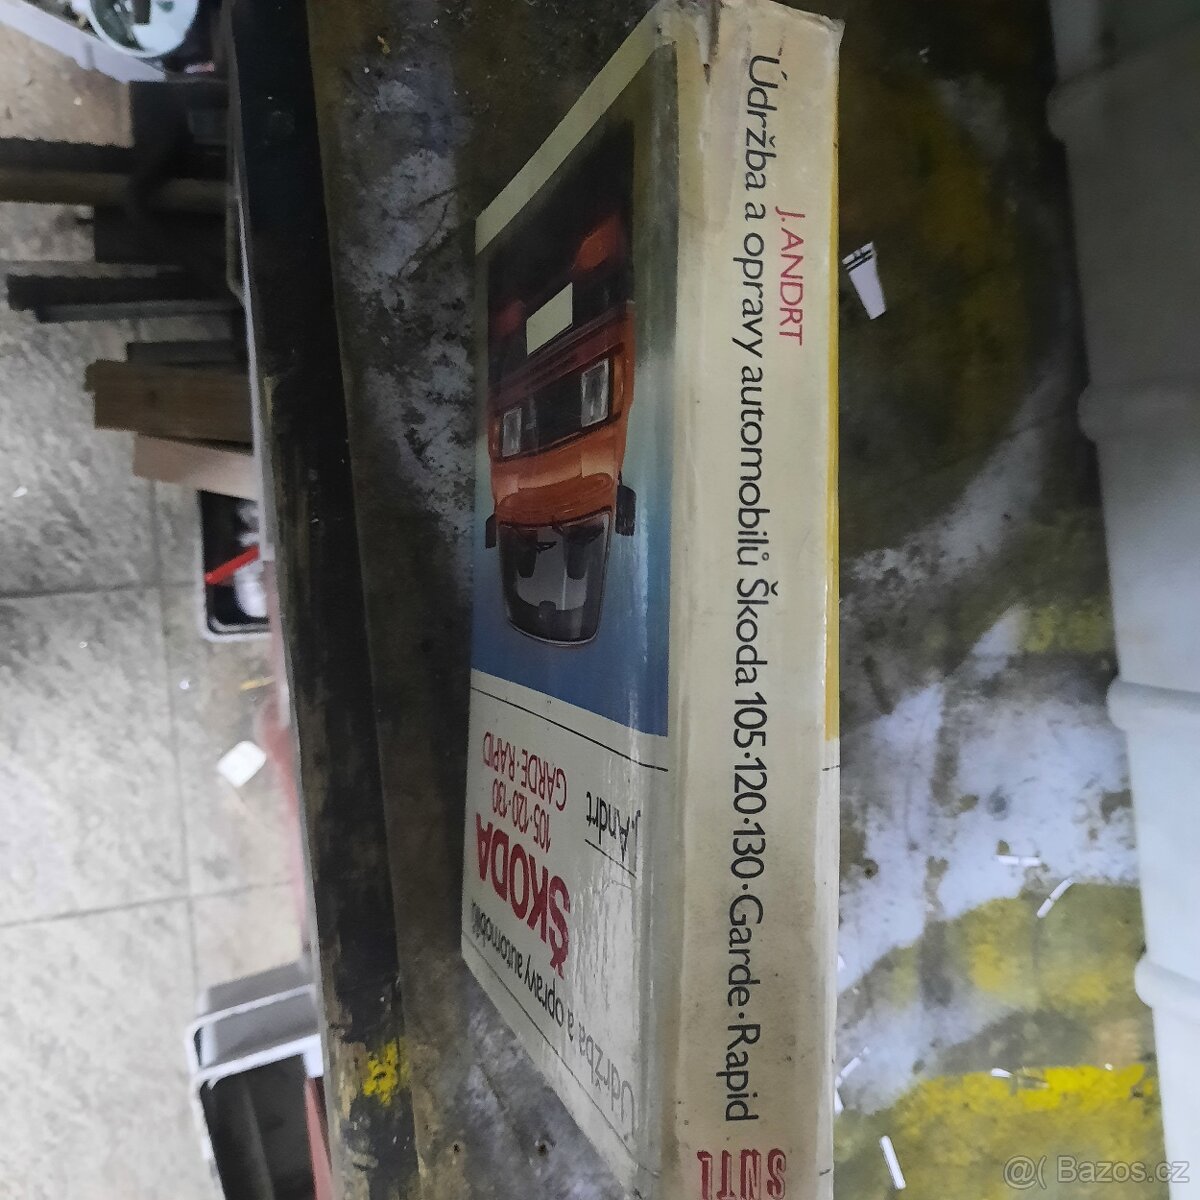 J. ANDRT
Údržba a opravy automobilů Škoda 105·120·130·Garde·Rapid
SNTL
Údržba a opravy automobilů
ŠKODA
105·120·130
GARDE·RAPID
J. Andrt
@( Bazos.cz